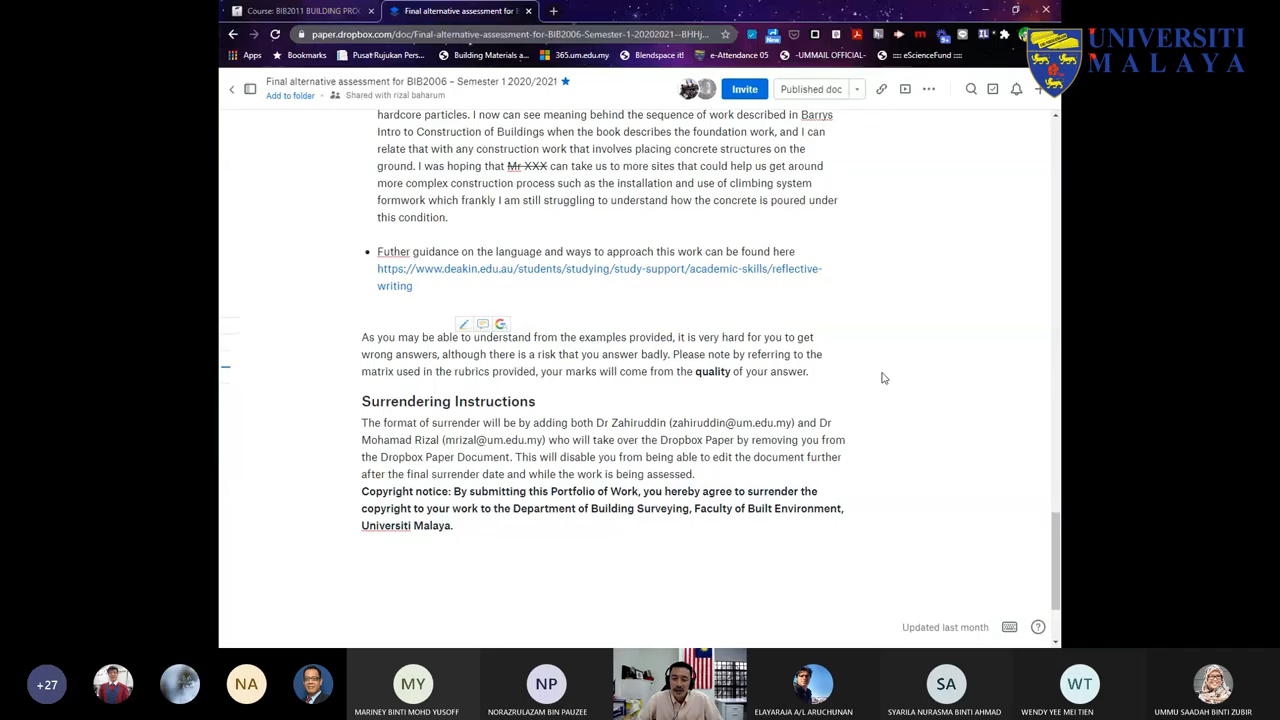 Course: BIB2011 BUILDING PRO
Final alternative assessment for B
UNIVERSITI
MALAYA
paper.dropbox.com/doc/Final-alternative-assessment-for-BIB2006-Semester-1-20202021--BHHj...
New
Apps
Bookmarks
Pusat Rujukan Per...
Building Materials a...
365.um.edu.my
Blendspace it!
e-Attendance 05
-UMMAIL OFFICIAL-
:: eScienceFund ::
Final alternative assessment for BIB2006 – Semester 1 2020/2021
Add to folder
Shared with rizal baharum
Invite
Published doc
hardcore particles. I now can see meaning behind the sequence of work described in Barrys
Intro to Construction of Buildings when the book describes the foundation work, and I can
relate that with any construction work that involves placing concrete structures on the
ground. I was hoping that Mr XXX can take us to more sites that could help us get around
more complex construction process such as the installation and use of climbing system
formwork which frankly I am still struggling to understand how the concrete is poured under
this condition.
• Futher guidance on the language and ways to approach this work can be found here
https://www.deakin.edu.au/students/studying/study-support/academic-skills/reflective-
writing
As you may be able to understand from the examples provided, it is very hard for you to get
wrong answers, although there is a risk that you answer badly. Please note by referring to the
matrix used in the rubrics provided, your marks will come from the quality of your answer.
Surrendering Instructions
The format of surrender will be by adding both Dr Zahiruddin (zahiruddin@um.edu.my) and Dr
Mohamad Rizal (mrizal@um.edu.my) who will take over the Dropbox Paper by removing you from
the Dropbox Paper Document. This will disable you from being able to edit the document further
after the final surrender date and while the work is being assessed.
Copyright notice: By submitting this Portfolio of Work, you hereby agree to surrender the
copyright to your work to the Department of Building Surveying, Faculty of Built Environment,
Universiti Malaya.
Updated last month
+27
NA
MY
NP
SA
WT
MARINEY BINTI MOHD YUSOFF
NORAZRULAZAM BIN PAUZEE
ELAYARAJA A/L ARUCHUNAN
SYARILA NURASMA BINTI AHMAD
WENDY YEE MEI TIEN
UMMU SAADAH BINTI ZUBIR